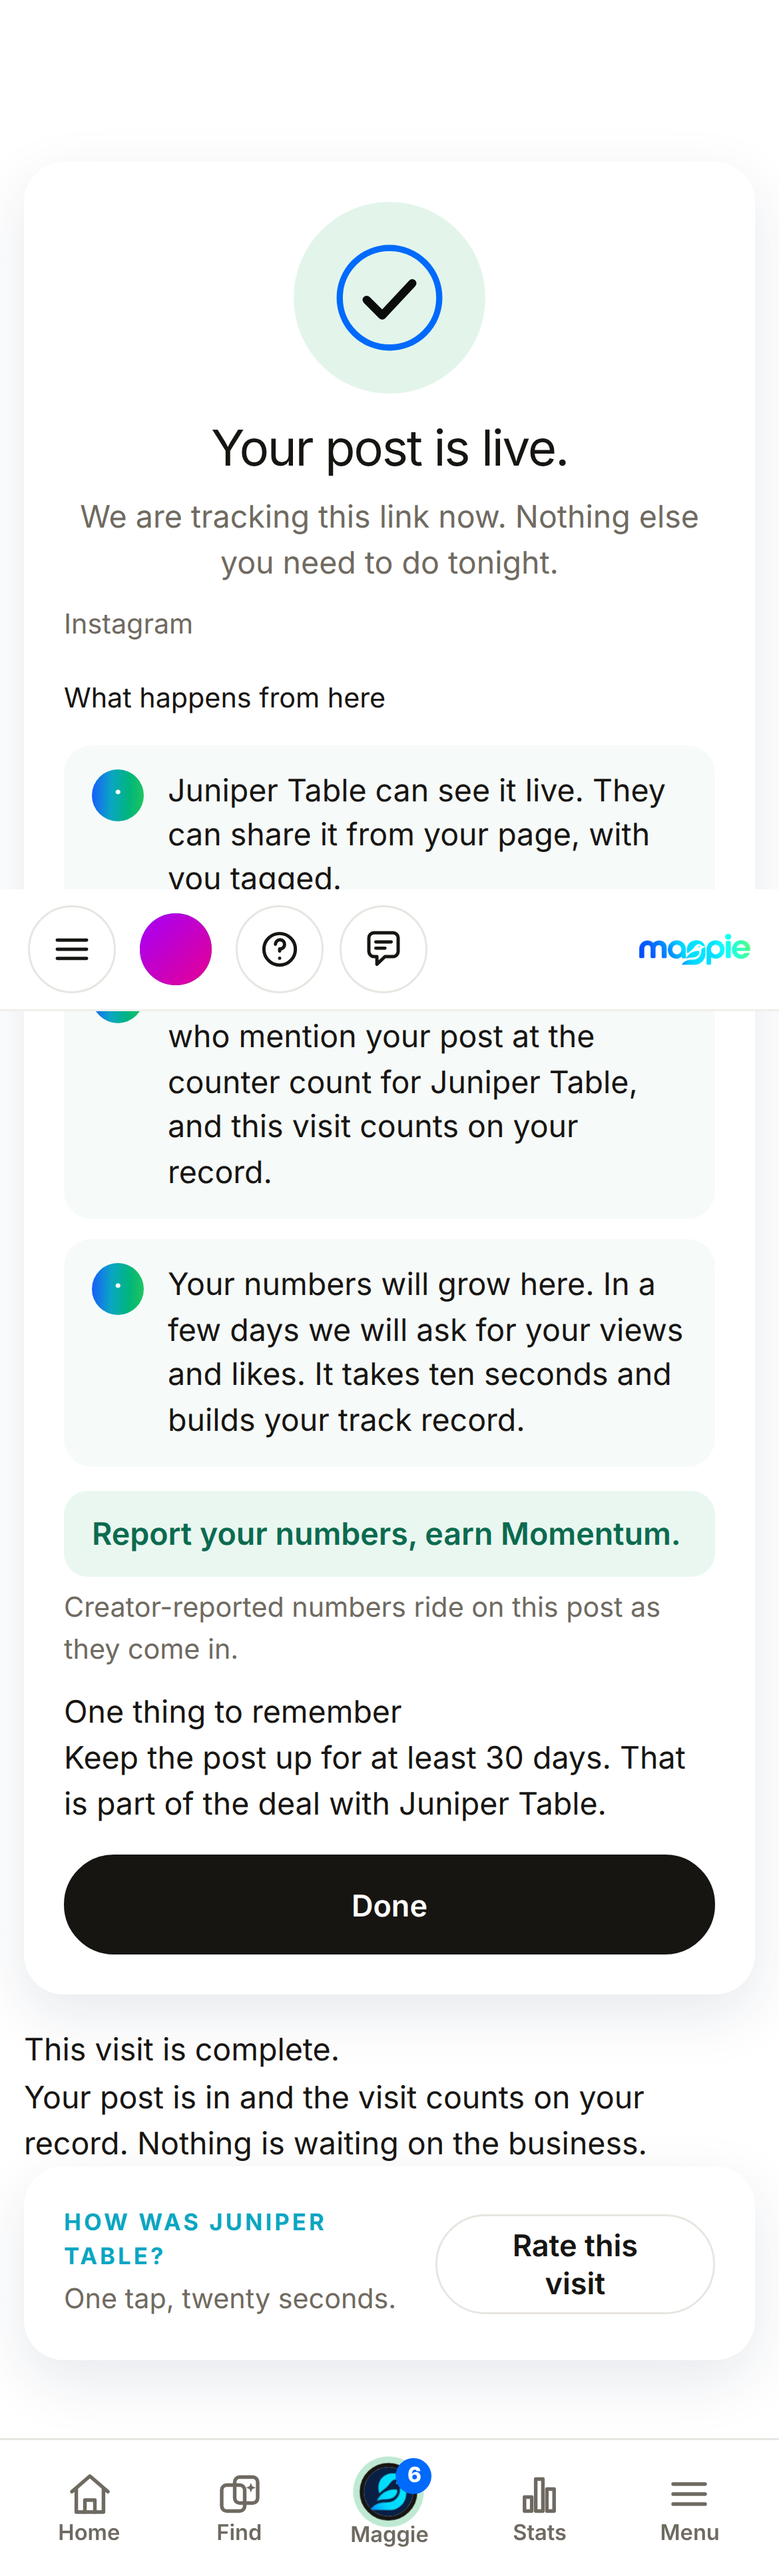 Your post is live.
We are tracking this link now. Nothing else
you need to do tonight.
Instagram
What happens from here
Juniper Table can see it live. They
can share it from your page, with
you tagged.
magpie
who mention your post at the
counter count for Juniper Table,
and this visit counts on your
record.
Your numbers will grow here. In a
few days we will ask for your views
and likes. It takes ten seconds and
builds your track record.
Report your numbers, earn Momentum.
Creator-reported numbers ride on this post as
they come in.
One thing to remember
Keep the post up for at least 30 days. That
is part of the deal with Juniper Table.
Done
This visit is complete.
Your post is in and the visit counts on your
record. Nothing is waiting on the business.
HOW WAS JUNIPER
TABLE?
One tap, twenty seconds.
Rate this
visit
6
Home
Find
Maggie
Stats
Menu